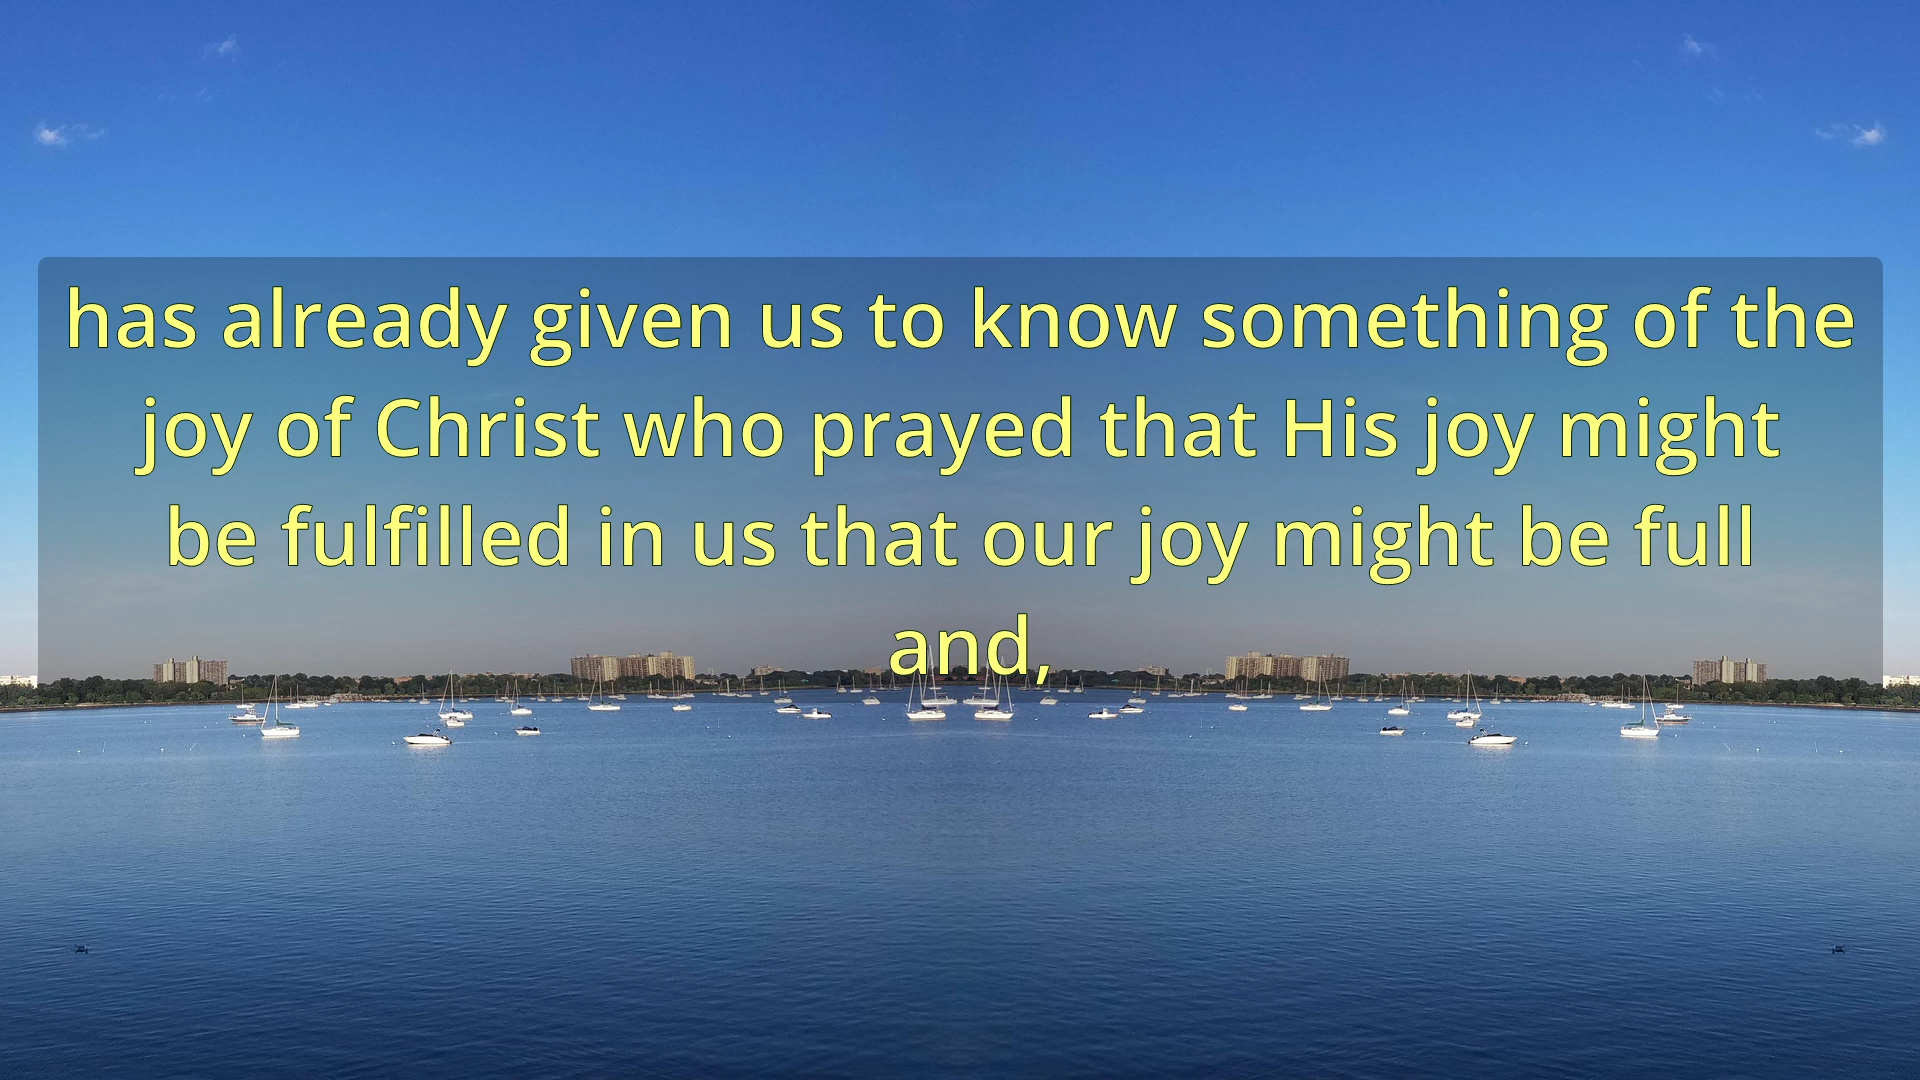 has already given us to know something of the
joy of Christ who prayed that His joy might
be fulfilled in us that our joy might be full
and,